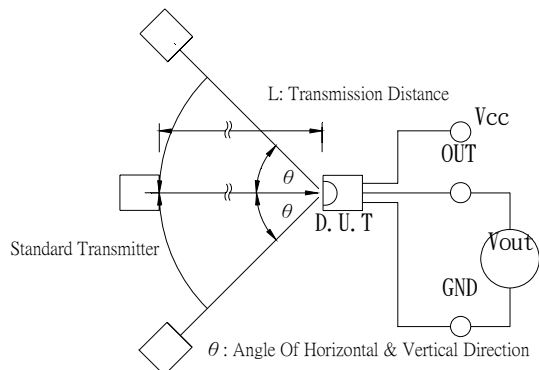 L: Transmission Distance
Vcc
OUT
θ
θ
D.U.T
Standard Transmitter
Vout
GND
θ : Angle Of Horizontal & Vertical Direction